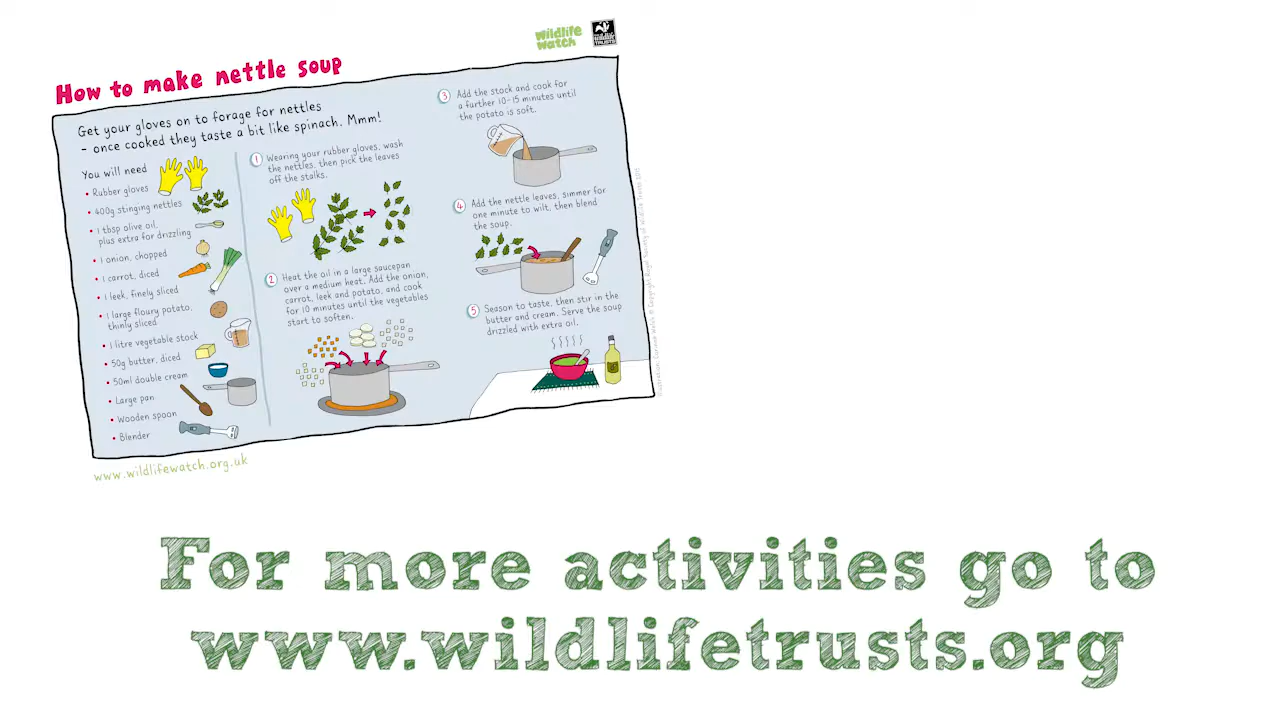 wildlife
watch
How to make nettle soup
Get your gloves on to forage for nettles
- once cooked they taste a bit like spinach. Mmm!
You will need
• Rubber gloves
• 400g stinging nettles
• 1 tbsp olive oil,
plus extra for drizzling
• 1 onion, chopped
• 1 carrot, diced
• 1 leek, finely sliced
• 1 large floury potato,
thinly sliced
• 1 litre vegetable stock
• 50g butter, diced
• 50ml double cream
• Large pan
• Wooden spoon
• Blender
1 Wearing your rubber gloves, wash
the nettles, then pick the leaves
off the stalks.
2 Heat the oil in a large saucepan
over a medium heat. Add the onion,
carrot, leek and potato, and cook
for 10 minutes until the vegetables
start to soften.
3 Add the stock and cook for
a further 10-15 minutes until
the potato is soft.
4 Add the nettle leaves, simmer for
one minute to wilt, then blend
the soup.
5 Season to taste, then stir in the
butter and cream. Serve the soup
drizzled with extra oil.
www.wildlifewatch.org.uk
For more activities go to
www.wildlifetrusts.org